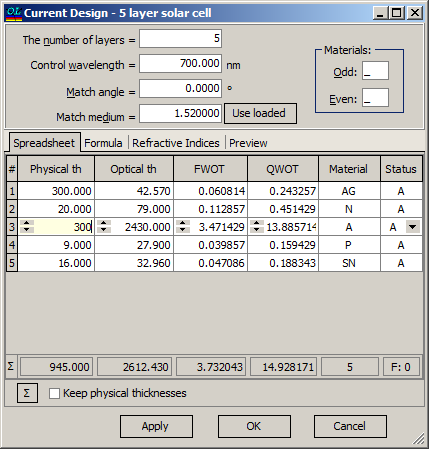 OL Current Design - 5 layer solar cell
The number of layers = 5
Control wavelength = 700.000 nm
Match angle = 0.0000 °
Match medium = 1.520000 Use loaded
Materials:
Odd: _
Even: _
Spreadsheet Formula Refractive Indices Preview
# Physical th Optical th FWOT QWOT Material Status
1 300.000 42.570 0.060814 0.243257 AG A
2 20.000 79.000 0.112857 0.451429 N A
3 300 2430.000 3.471429 13.885714 A A
4 9.000 27.900 0.039857 0.159429 P A
5 16.000 32.960 0.047086 0.188343 SN A
Σ 945.000 2612.430 3.732043 14.928171 5 F: 0
Σ Keep physical thicknesses
Apply OK Cancel